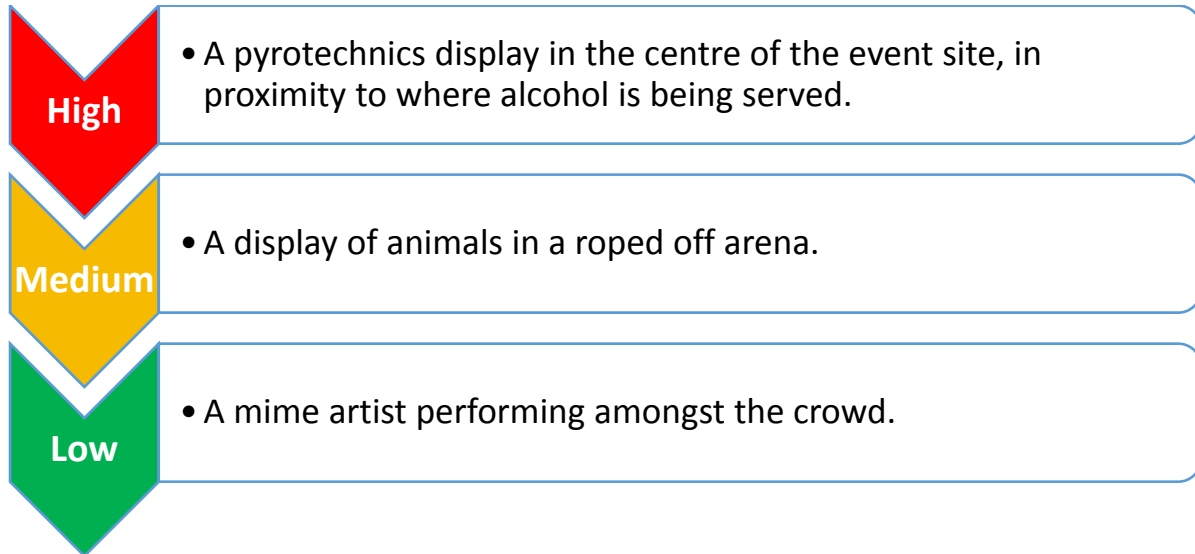 High
• A pyrotechnics display in the centre of the event site, in
proximity to where alcohol is being served.
Medium
• A display of animals in a roped off arena.
Low
• A mime artist performing amongst the crowd.